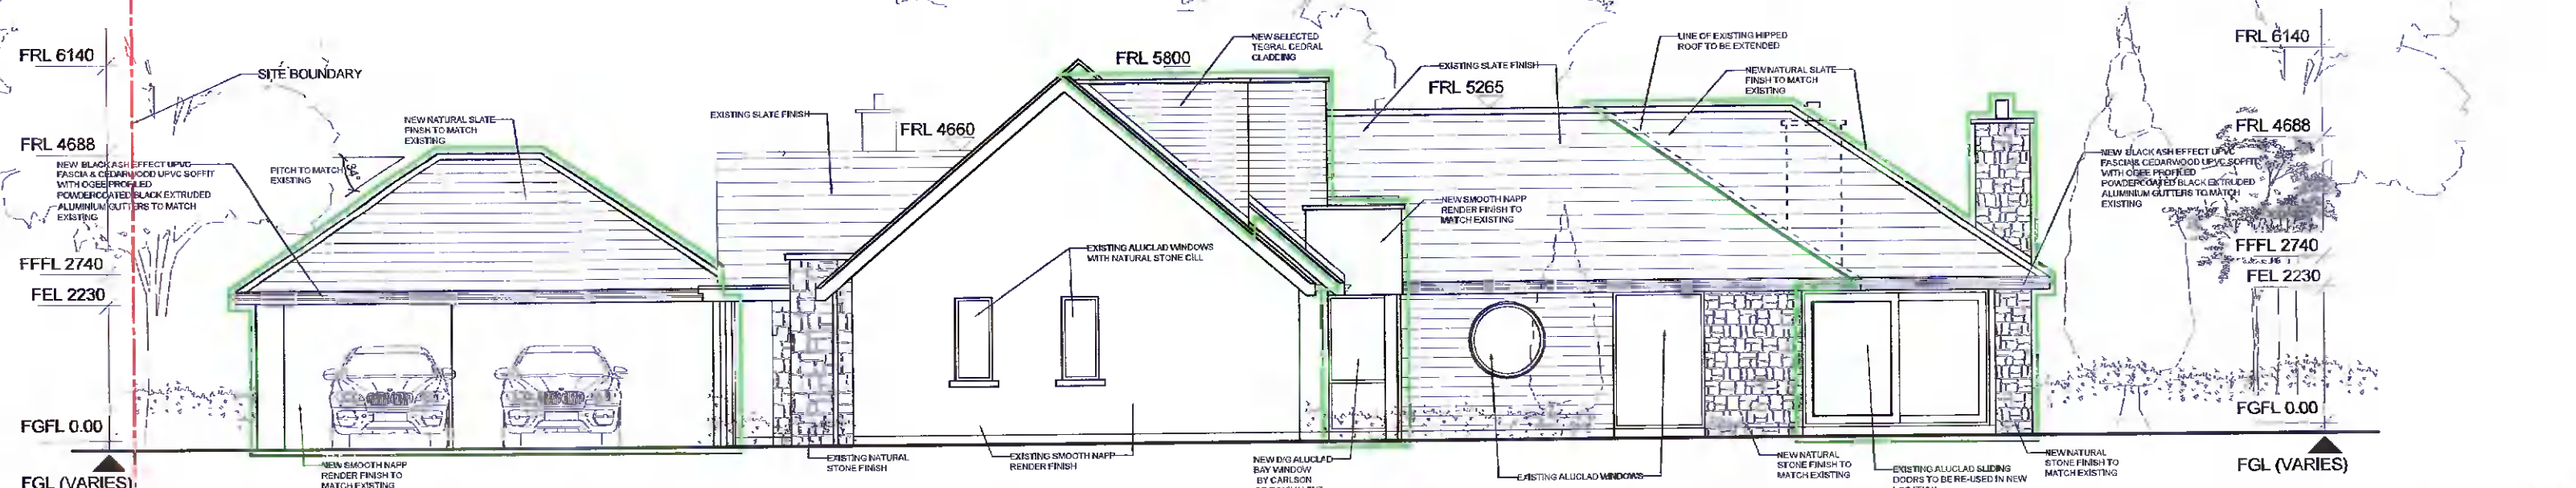 FRL 6140
SITE BOUNDARY
FRL 4688
NEW BLACK ASH EFFECT UPVC
FASCIA & CEDARWOOD UPVC SOFFIT
WITH OGEE PROFILED
POWDERCOATED BLACK EXTRUDED
ALUMINIUM GUTTERS TO MATCH
EXISTING
PITCH TO MATCH
EXISTING
NEW NATURAL SLATE
FINSH TO MATCH
EXISTING
FFFL 2740
FEL 2230
FGFL 0.00
FGL (VARIES)
NEW SMOOTH NAPP
RENDER FINISH TO
MATCH EXISTING
EXISTING SLATE FINISH
FRL 4660
FRL 5800
NEW SELECTED
TEGRAL CEDRAL
CLADDING
EXISTING SLATE FINISH
FRL 5265
LINE OF EXISTING HIPPED
ROOF TO BE EXTENDED
NEW NATURAL SLATE
FINSH TO MATCH
EXISTING
EXISTING ALUCLAD WINDOWS
WITH NATURAL STONE CILL
NEW SMOOTH NAPP
RENDER FINISH TO
MATCH EXISTING
EXISTING NATURAL
STONE FINISH
EXISTING SMOOTH NAPP
RENDER FINISH
NEW D/G ALUCLAD
BAY WINDOW
BY CARLSON
EXISTING ALUCLAD WINDOWS
NEW NATURAL
STONE FINISH TO
MATCH EXISTING
EXISTING ALUCLAD SLIDING
DOORS TO BE RE-USED IN NEW
NEW NATURAL
STONE FINISH TO
MATCH EXISTING
FRL 6140
FRL 4688
NEW BLACK ASH EFFECT UPVC
FASCIA & CEDARWOOD UPVC SOFFIT
WITH OGEE PROFILED
POWDERCOATED BLACK EXTRUDED
ALUMINIUM GUTTERS TO MATCH
EXISTING
FFFL 2740
FEL 2230
FGFL 0.00
FGL (VARIES)